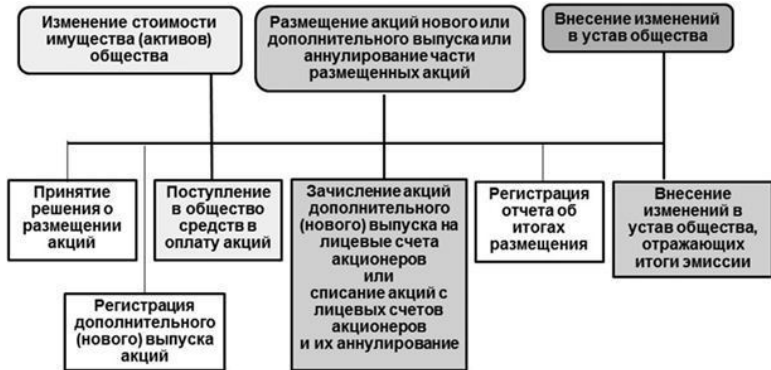 Изменение стоимости
имущества (активов)
общества
Размещение акций нового или
дополнительного выпуска или
аннулирование части
размещенных акций
Внесение изменений
в устав общества
Принятие
решения о
размещении
акций
Поступление
в общество
средств в
оплату акций
Зачисление акций
дополнительного
(нового) выпуска на
лицевые счета
акционеров
или
списание акций с
лицевых счетов
акционеров
и их аннулирование
Регистрация
отчета об
итогах
размещения
Внесение
изменений в
устав общества,
отражающих
итоги эмиссии
Регистрация
дополнительного
(нового) выпуска
акций